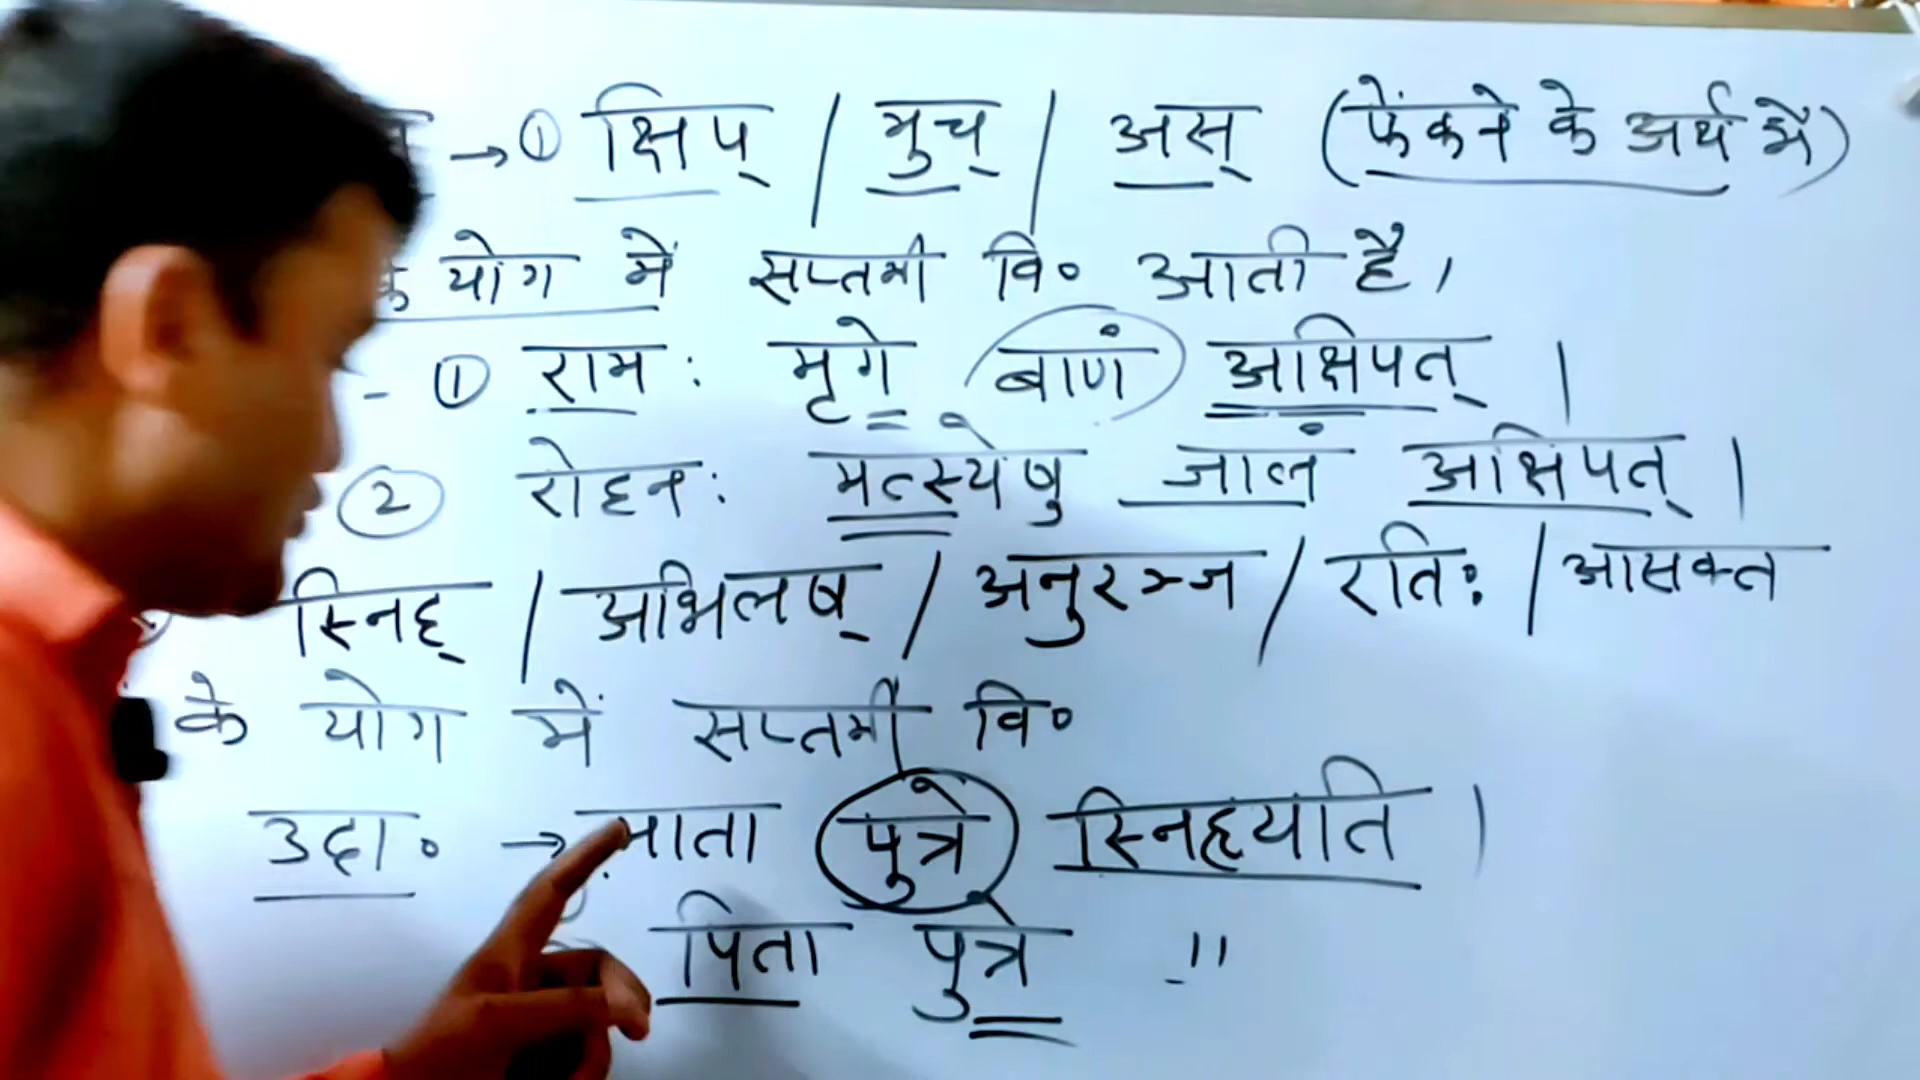 → ① क्षिप् / मुच् / अस् (फेंकने के अर्थ में)
के योग में सप्तमी वि० आती है,
- ① रामः मृगे बाणं अक्षिपत् ।
② रोहनः मत्स्येषु जालं अक्षिपत् ।
स्निह् / अभिलष् / अनुरञ्ज / रतिः / आसक्त
के योग में सप्तमी वि०
उदा० → माता पुत्रे स्निहयति ।
पिता पुत्रे - "